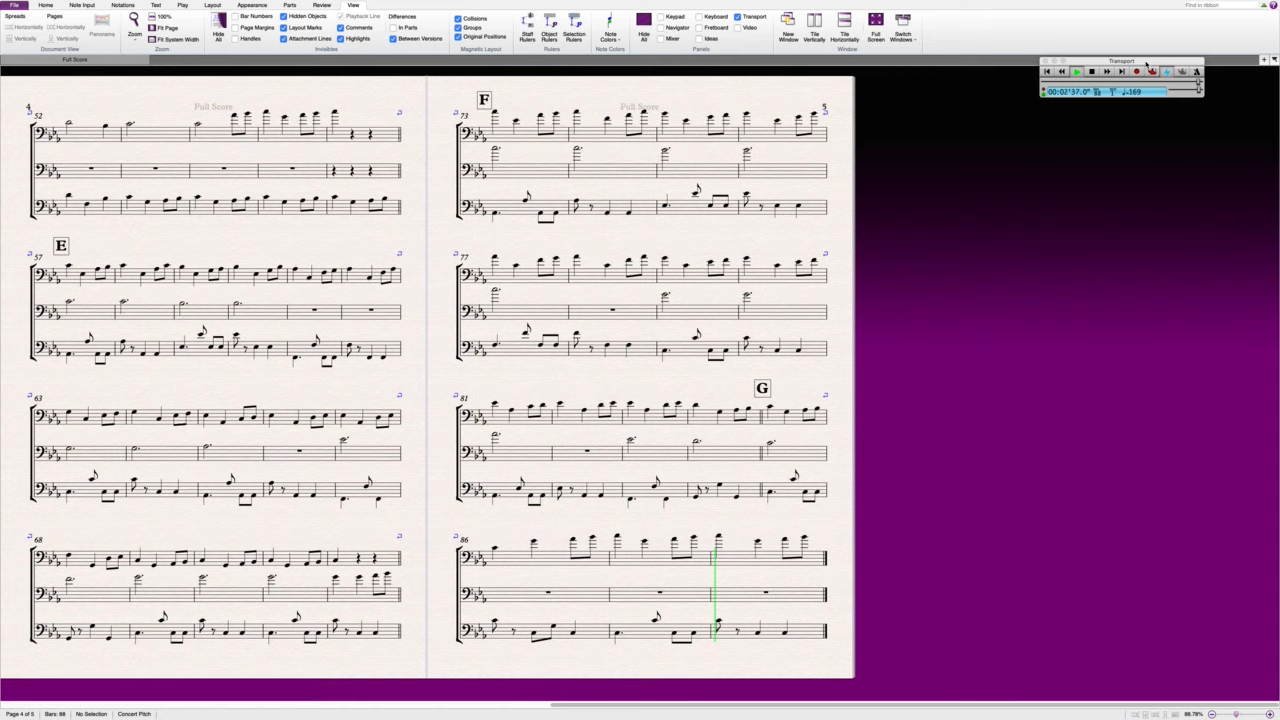 File Home Note Input Notations Text Play Layout Appearance Parts Review View Find in ribbon
Spreads Pages 100% Bar Numbers Hidden Objects Playback Line Differences Collisions Keypad Keyboard Transport
Horizontally Horizontally Fit Page Page Margins Layout Marks Comments In Parts Groups Navigator Fretboard Video
Vertically Vertically Panorama Zoom Fit System Width Hide All Handles Attachment Lines Highlights Between Versions Original Positions Staff Rulers Object Rulers Selection Rulers Note Colors Hide All Mixer Ideas New Window Tile Vertically Tile Horizontally Full Screen Switch Windows
Document View Zoom Invisibles Magnetic Layout Rulers Note Colors Panels Window
Full Score
Transport
00:02'37.0" 88 1 ♩=169
4 Full Score
52
E
57
63
68
F
Full Score 5
73
77
G
81
86
Page 4 of 5 Bars: 88 No Selection Concert Pitch 88.78%